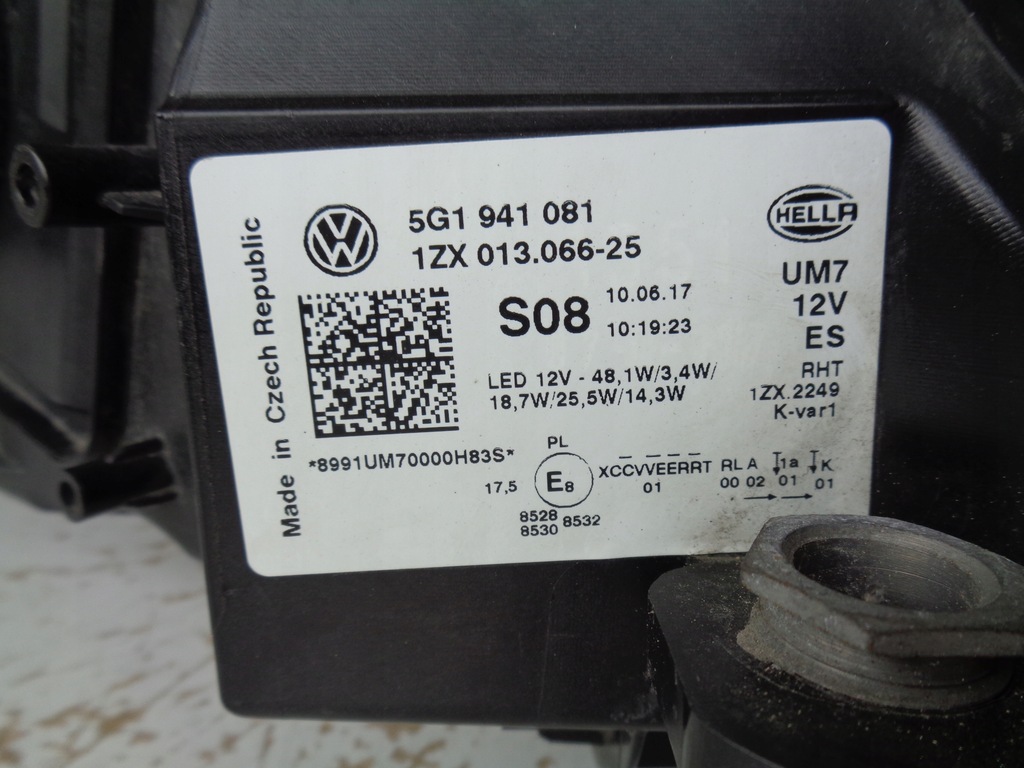 Made in Czech Republic
VW
5G1 941 081
1ZX 013.066-25
S08
10.06.17
10:19:23
LED 12V - 48,1W/3,4W/
18,7W/25,5W/14,3W
HELLA
UM7
12V
ES
RHT
1ZX.2249
K-var1
*8991UM70000H83S*
PL
17,5
E8
XCCVVEERRT RL A 1a K
01 00 02 01 01
8528
8530 8532